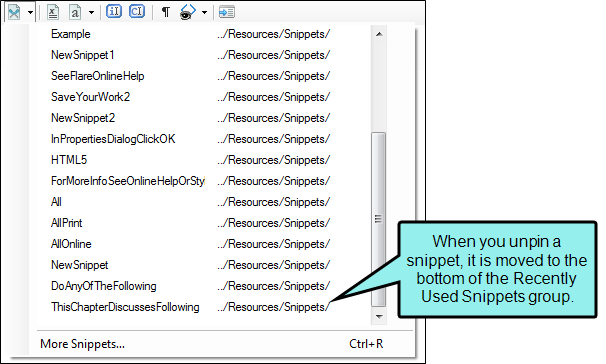 Example ../Resources/Snippets/
NewSnippet1 ../Resources/Snippets/
SeeFlareOnlineHelp ../Resources/Snippets/
SaveYourWork2 ../Resources/Snippets/
NewSnippet2 ../Resources/Snippets/
InPropertiesDialogClickOK ../Resources/Snippets/
HTML5 ../Resources/Snippets/
ForMoreInfoSeeOnlineHelpOrStyl ../Resources/Snippets/
All ../Resources/Snippets/
AllPrint ../Resources/Snippets/
AllOnline ../Resources/Snippets/
NewSnippet ../Resources/Snippets/
DoAnyOfTheFollowing ../Resources/Snippets/
ThisChapterDiscussesFollowing ../Resources/Snippets/
More Snippets... Ctrl+R
When you unpin a
snippet, it is moved to the
bottom of the Recently
Used Snippets group.